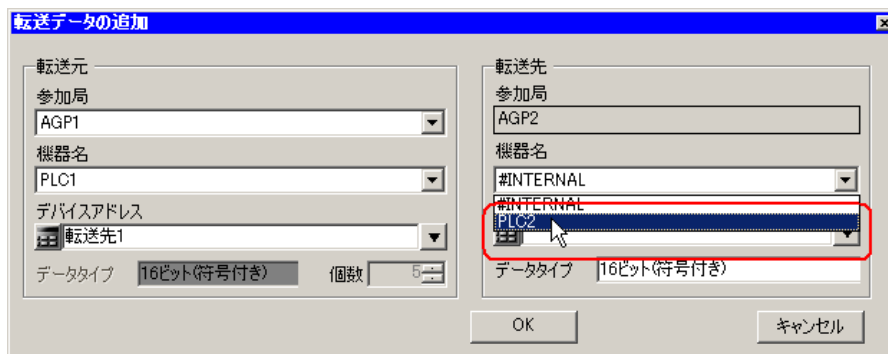 転送データの追加
転送元
参加局
AGP1
機器名
PLC1
デバイスアドレス
転送先1
データタイプ 16ビット(符号付き) 個数 5
転送先
参加局
AGP2
機器名
#INTERNAL
#INTERNAL
PLC2
データタイプ 16ビット(符号付き)
OK キャンセル